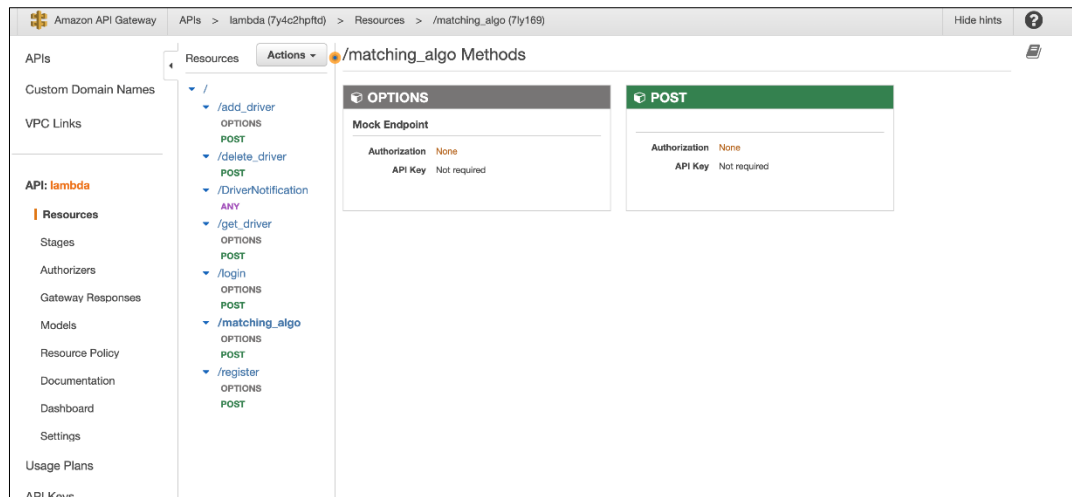 Amazon API Gateway
APIs > lambda (7y4c2hpftd) > Resources > /matching_algo (7ly169)
Hide hints
?
APIs
Custom Domain Names
VPC Links
API: lambda
Resources
Stages
Authorizers
Gateway Responses
Models
Resource Policy
Documentation
Dashboard
Settings
Usage Plans
API Keys
Resources
Actions
/
/add_driver
OPTIONS
POST
/delete_driver
POST
/DriverNotification
ANY
/get_driver
OPTIONS
POST
/login
OPTIONS
POST
/matching_algo
OPTIONS
POST
/register
OPTIONS
POST
/matching_algo Methods
OPTIONS
Mock Endpoint
Authorization None
API Key Not required
POST
Authorization None
API Key Not required